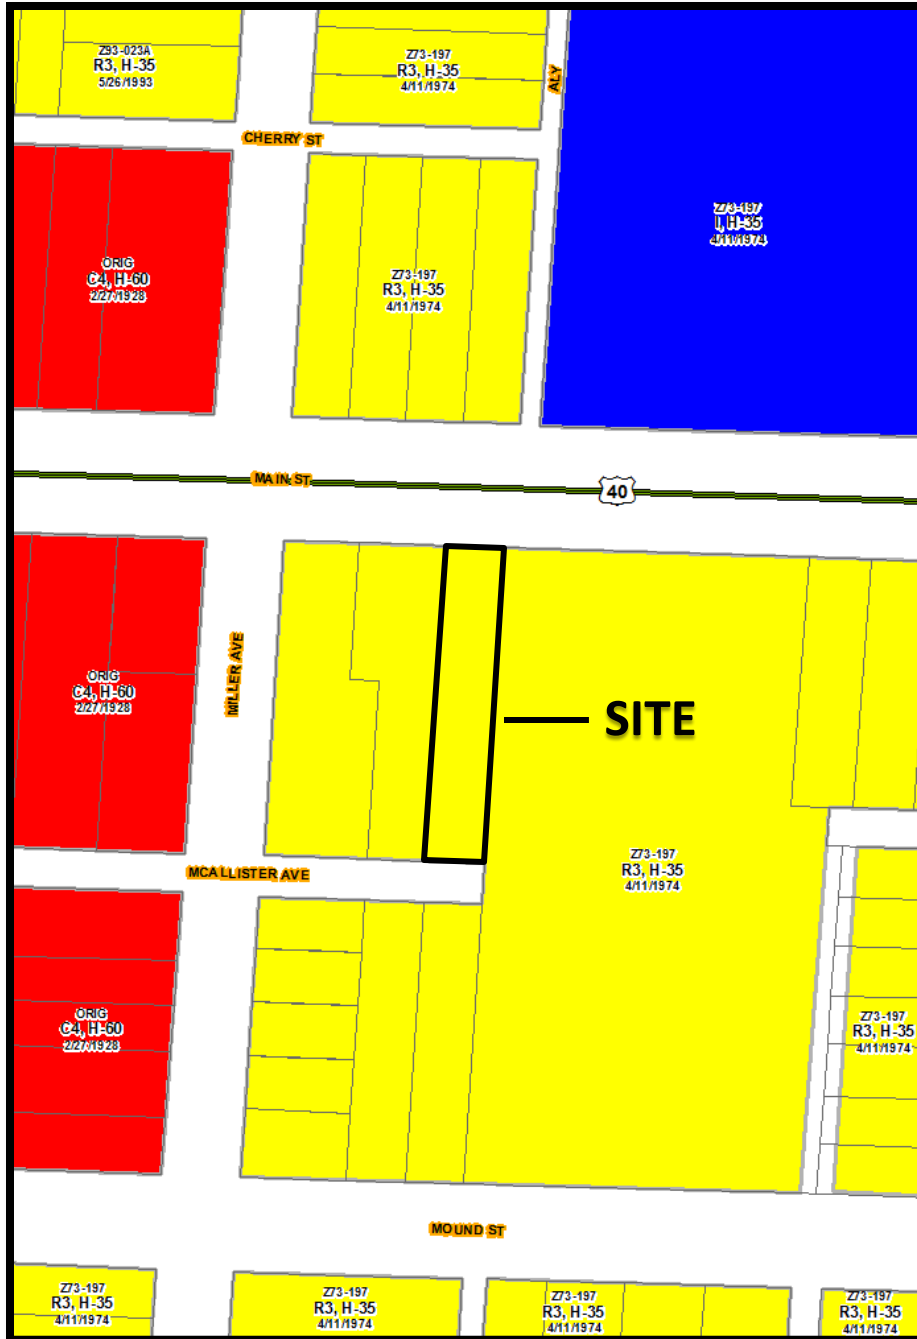 Z93-023A
R3, H-35
5/26/1993
Z73-197
R3, H-35
4/11/1974
ALY
CHERRY ST
Z73-197
I, H-35
4/11/1974
ORIG
C4, H-60
2/27/1928
Z73-197
R3, H-35
4/11/1974
MAIN ST
40
MILLER AVE
ORIG
C4, H-60
2/27/1928
SITE
MCALLISTER AVE
Z73-197
R3, H-35
4/11/1974
ORIG
C4, H-60
2/27/1928
Z73-197
R3, H-35
4/11/1974
MOUND ST
Z73-197
R3, H-35
4/11/1974
Z73-197
R3, H-35
4/11/1974
Z73-197
R3, H-35
4/11/1974
Z73-197
R3, H-35
4/11/1974